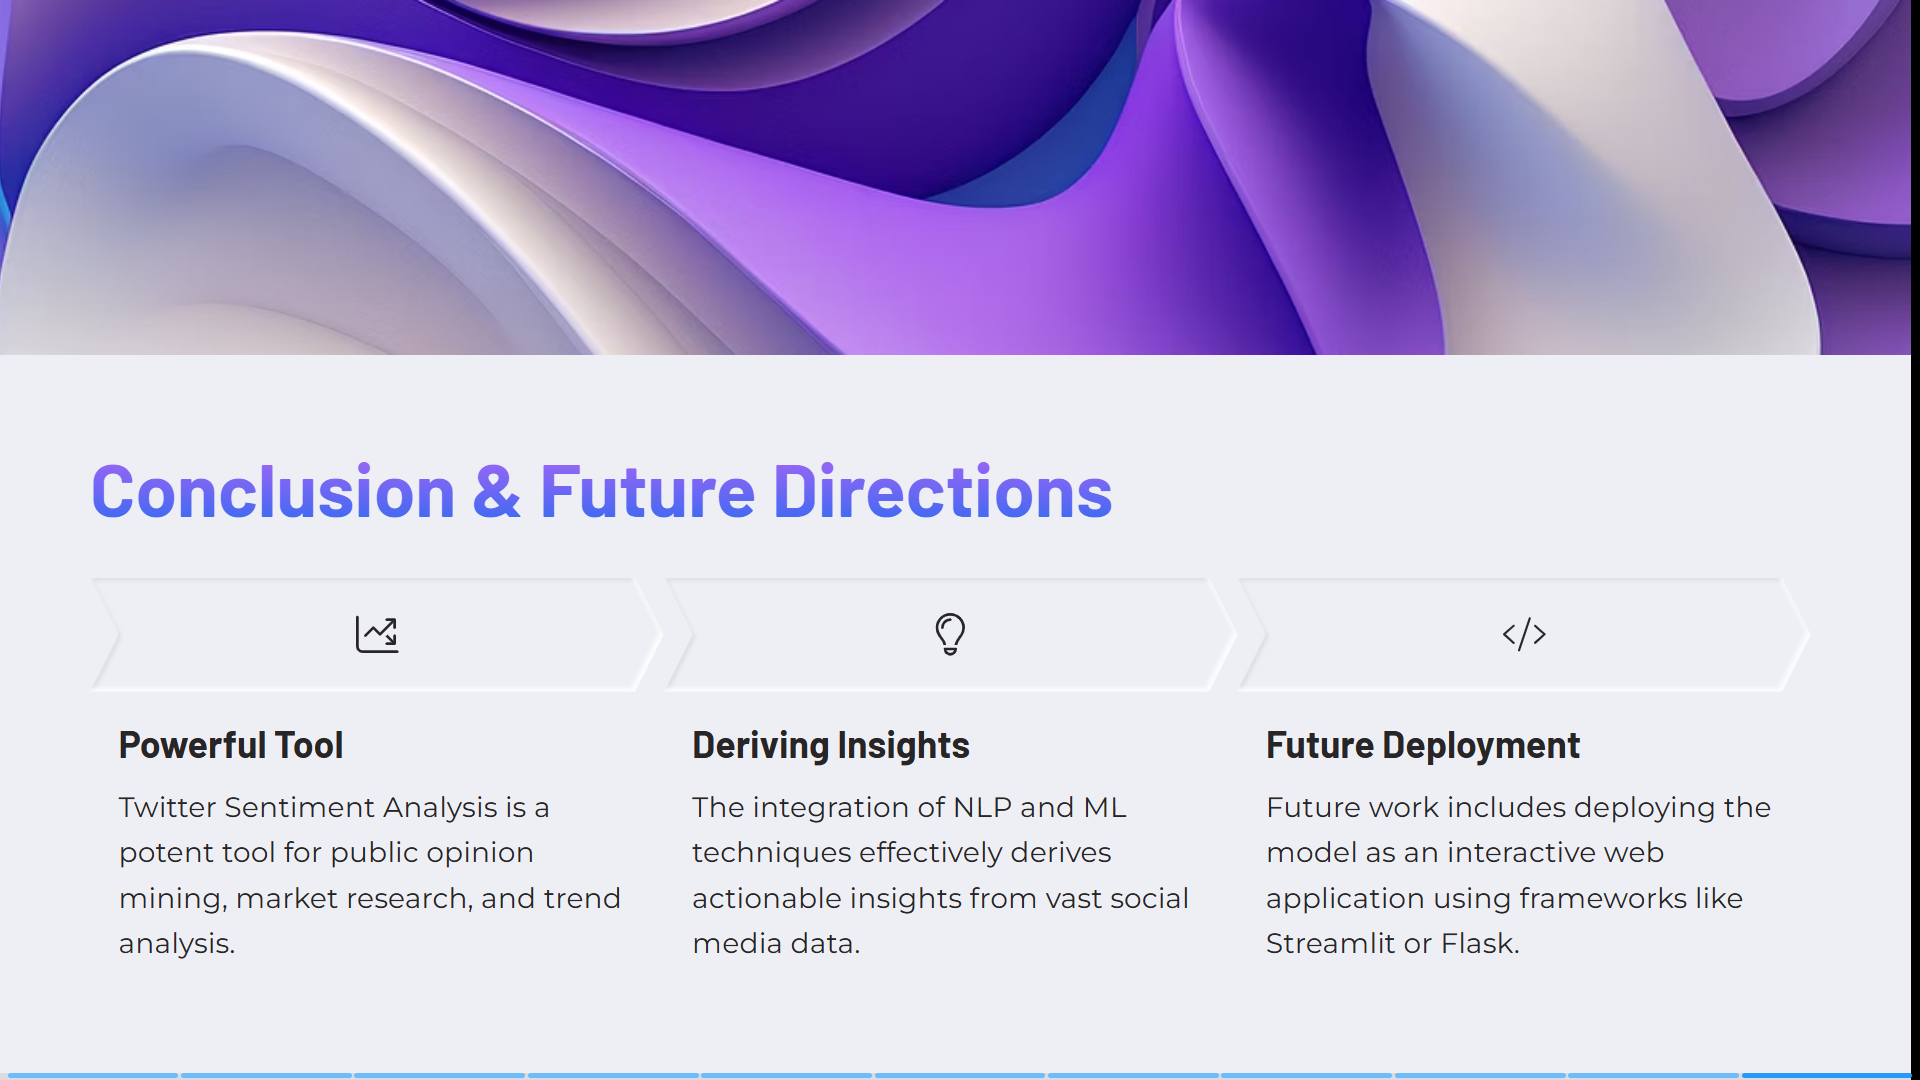 Conclusion & Future Directions
Powerful Tool
Twitter Sentiment Analysis is a
potent tool for public opinion
mining, market research, and trend
analysis.
Deriving Insights
The integration of NLP and ML
techniques effectively derives
actionable insights from vast social
media data.
Future Deployment
Future work includes deploying the
model as an interactive web
application using frameworks like
Streamlit or Flask.